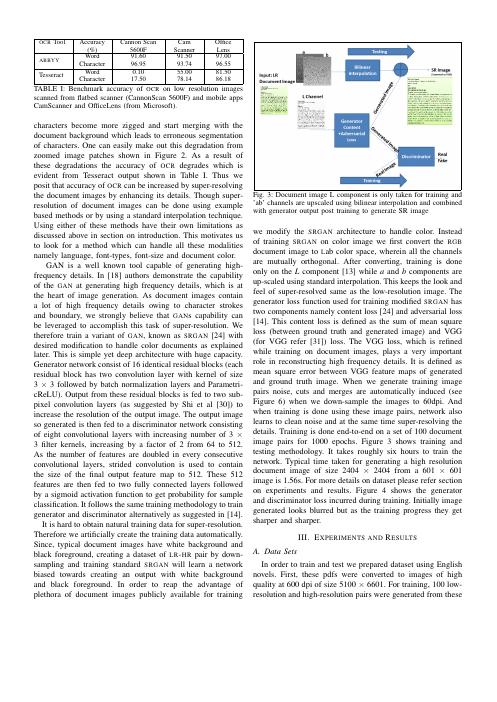 OCR Tool Accuracy Cannon Scan Cam Office
(%) 5600F Scanner Lens
ABBYY Word 91.60 91.50 97.00
Character 96.95 93.74 96.55
Tesseract Word 0.10 55.00 81.50
Character 17.50 78.14 86.18
TABLE I: Benchmark accuracy of OCR on low resolution images
scanned from flatbed scanner (CannonScan 5600F) and mobile apps
CamScanner and OfficeLens (from Microsoft).
characters become more zigged and start merging with the
document background which leads to erroneous segmentation
of characters. One can easily make out this degradation from
zoomed image patches shown in Figure 2. As a result of
these degradations the accuracy of OCR degrades which is
evident from Tesseract output shown in Table I. Thus we
posit that accuracy of OCR can be increased by super-resolving
the document images by enhancing its details. Though super-
resolution of document images can be done using example
based methods or by using a standard interpolation technique.
Using either of these methods have their own limitations as
discussed above in section on introduction. This motivates us
to look for a method which can handle all these modalities
namely language, font-types, font-size and document color.
GAN is a well known tool capable of generating high-
frequency details. In [18] authors demonstrate the capability
of the GAN at generating high frequency details, which is at
the heart of image generation. As document images contain
a lot of high frequency details owing to character strokes
and boundary, we strongly believe that GANs capability can
be leveraged to accomplish this task of super-resolution. We
therefore train a variant of GAN, known as SRGAN [24] with
desired modification to handle color documents as explained
later. This is simple yet deep architecture with huge capacity.
Generator network consist of 16 identical residual blocks (each
residual block has two convolution layer with kernel of size
3 × 3 followed by batch normalization layers and Parametri-
cReLU). Output from these residual blocks is fed to two sub-
pixel convolution layers (as suggested by Shi et al [30]) to
increase the resolution of the output image. The output image
so generated is then fed to a discriminator network consisting
of eight convolutional layers with increasing number of 3 ×
3 filter kernels, increasing by a factor of 2 from 64 to 512.
As the number of features are doubled in every consecutive
convolutional layers, strided convolution is used to contain
the size of the final output feature map to 512. These 512
features are then fed to two fully connected layers followed
by a sigmoid activation function to get probability for sample
classification. It follows the same training methodology to train
generator and discriminator alternatively as suggested in [14].
It is hard to obtain natural training data for super-resolution.
Therefore we artificially create the training data automatically.
Since, typical document images have white background and
black foreground, creating a dataset of LR-HR pair by down-
sampling and training standard SRGAN will learn a network
biased towards creating an output with white background
and black foreground. In order to reap the advantage of
plethora of document images publicly available for training
Testing
b
a
Bilinear
Interpolation
SR Image
Input: LR
Document Image
L Channel
Generated Image
Generator
Content
+Adversarial
Loss
Generated Image
Discriminator
Real
Fake
Training
Fig. 3: Document image L component is only taken for training and
'ab' channels are upscaled using bilinear interpolation and combined
with generator output post training to generate SR image
we modify the SRGAN architecture to handle color. Instead
of training SRGAN on color image we first convert the RGB
document image to Lab color space, wherein all the channels
are mutually orthogonal. After converting, training is done
only on the L component [13] while a and b components are
up-scaled using standard interpolation. This keeps the look and
feel of super-resolved same as the low-resolution image. The
generator loss function used for training modified SRGAN has
two components namely content loss [24] and adversarial loss
[14]. This content loss is defined as the sum of mean square
loss (between ground truth and generated image) and VGG
(for VGG refer [31]) loss. The VGG loss, which is refined
while training on document images, plays a very important
role in reconstructing high frequency details. It is defined as
mean square error between VGG feature maps of generated
and ground truth image. When we generate training image
pairs noise, cuts and merges are automatically induced (see
Figure 6) when we down-sample the images to 60dpi. And
when training is done using these image pairs, network also
learns to clean noise and at the same time super-resolving the
details. Training is done end-to-end on a set of 100 document
image pairs for 1000 epochs. Figure 3 shows training and
testing methodology. It takes roughly six hours to train the
network. Typical time taken for generating a high resolution
document image of size 2404 × 2404 from a 601 × 601
image is 1.56s. For more details on dataset please refer section
on experiments and results. Figure 4 shows the generator
and discriminator loss incurred during training. Initially image
generated looks blurred but as the training progress they get
sharper and sharper.
III. EXPERIMENTS AND RESULTS
A. Data Sets
In order to train and test we prepared dataset using English
novels. First, these pdfs were converted to images of high
quality at 600 dpi of size 5100 × 6601. For training, 100 low-
resolution and high-resolution pairs were generated from these